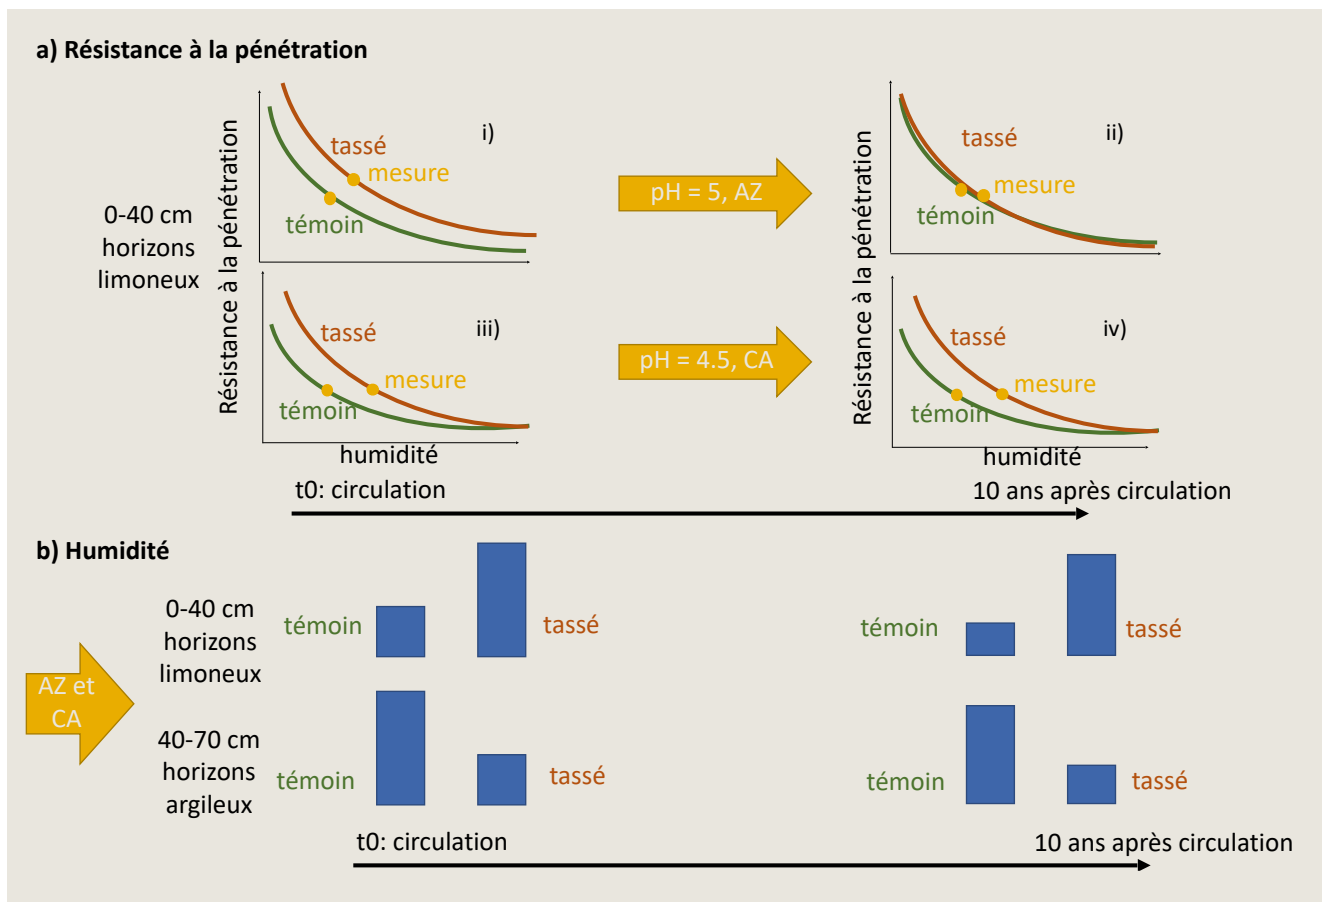 a) Résistance à la pénétration
0-40 cm
horizons
limoneux
Résistance à la pénétration
i)
tassé
mesure
témoin
pH = 5, AZ
Résistance à la pénétration
ii)
tassé
mesure
témoin
iii)
tassé
mesure
témoin
humidité
pH = 4.5, CA
iv)
tassé
mesure
témoin
humidité
t0: circulation
10 ans après circulation
b) Humidité
AZ et
CA
0-40 cm
horizons
limoneux
témoin
tassé
témoin
tassé
40-70 cm
horizons
argileux
témoin
tassé
témoin
tassé
t0: circulation
10 ans après circulation